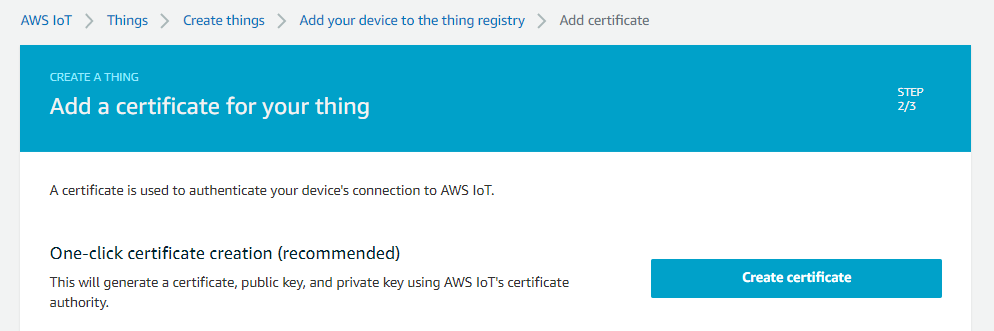 AWS IoT Things Create things Add your device to the thing registry Add certificate
CREATE A THING
Add a certificate for your thing
STEP
2/3
A certificate is used to authenticate your device's connection to AWS IoT.
One-click certificate creation (recommended)
This will generate a certificate, public key, and private key using AWS IoT's certificate
authority.
Create certificate